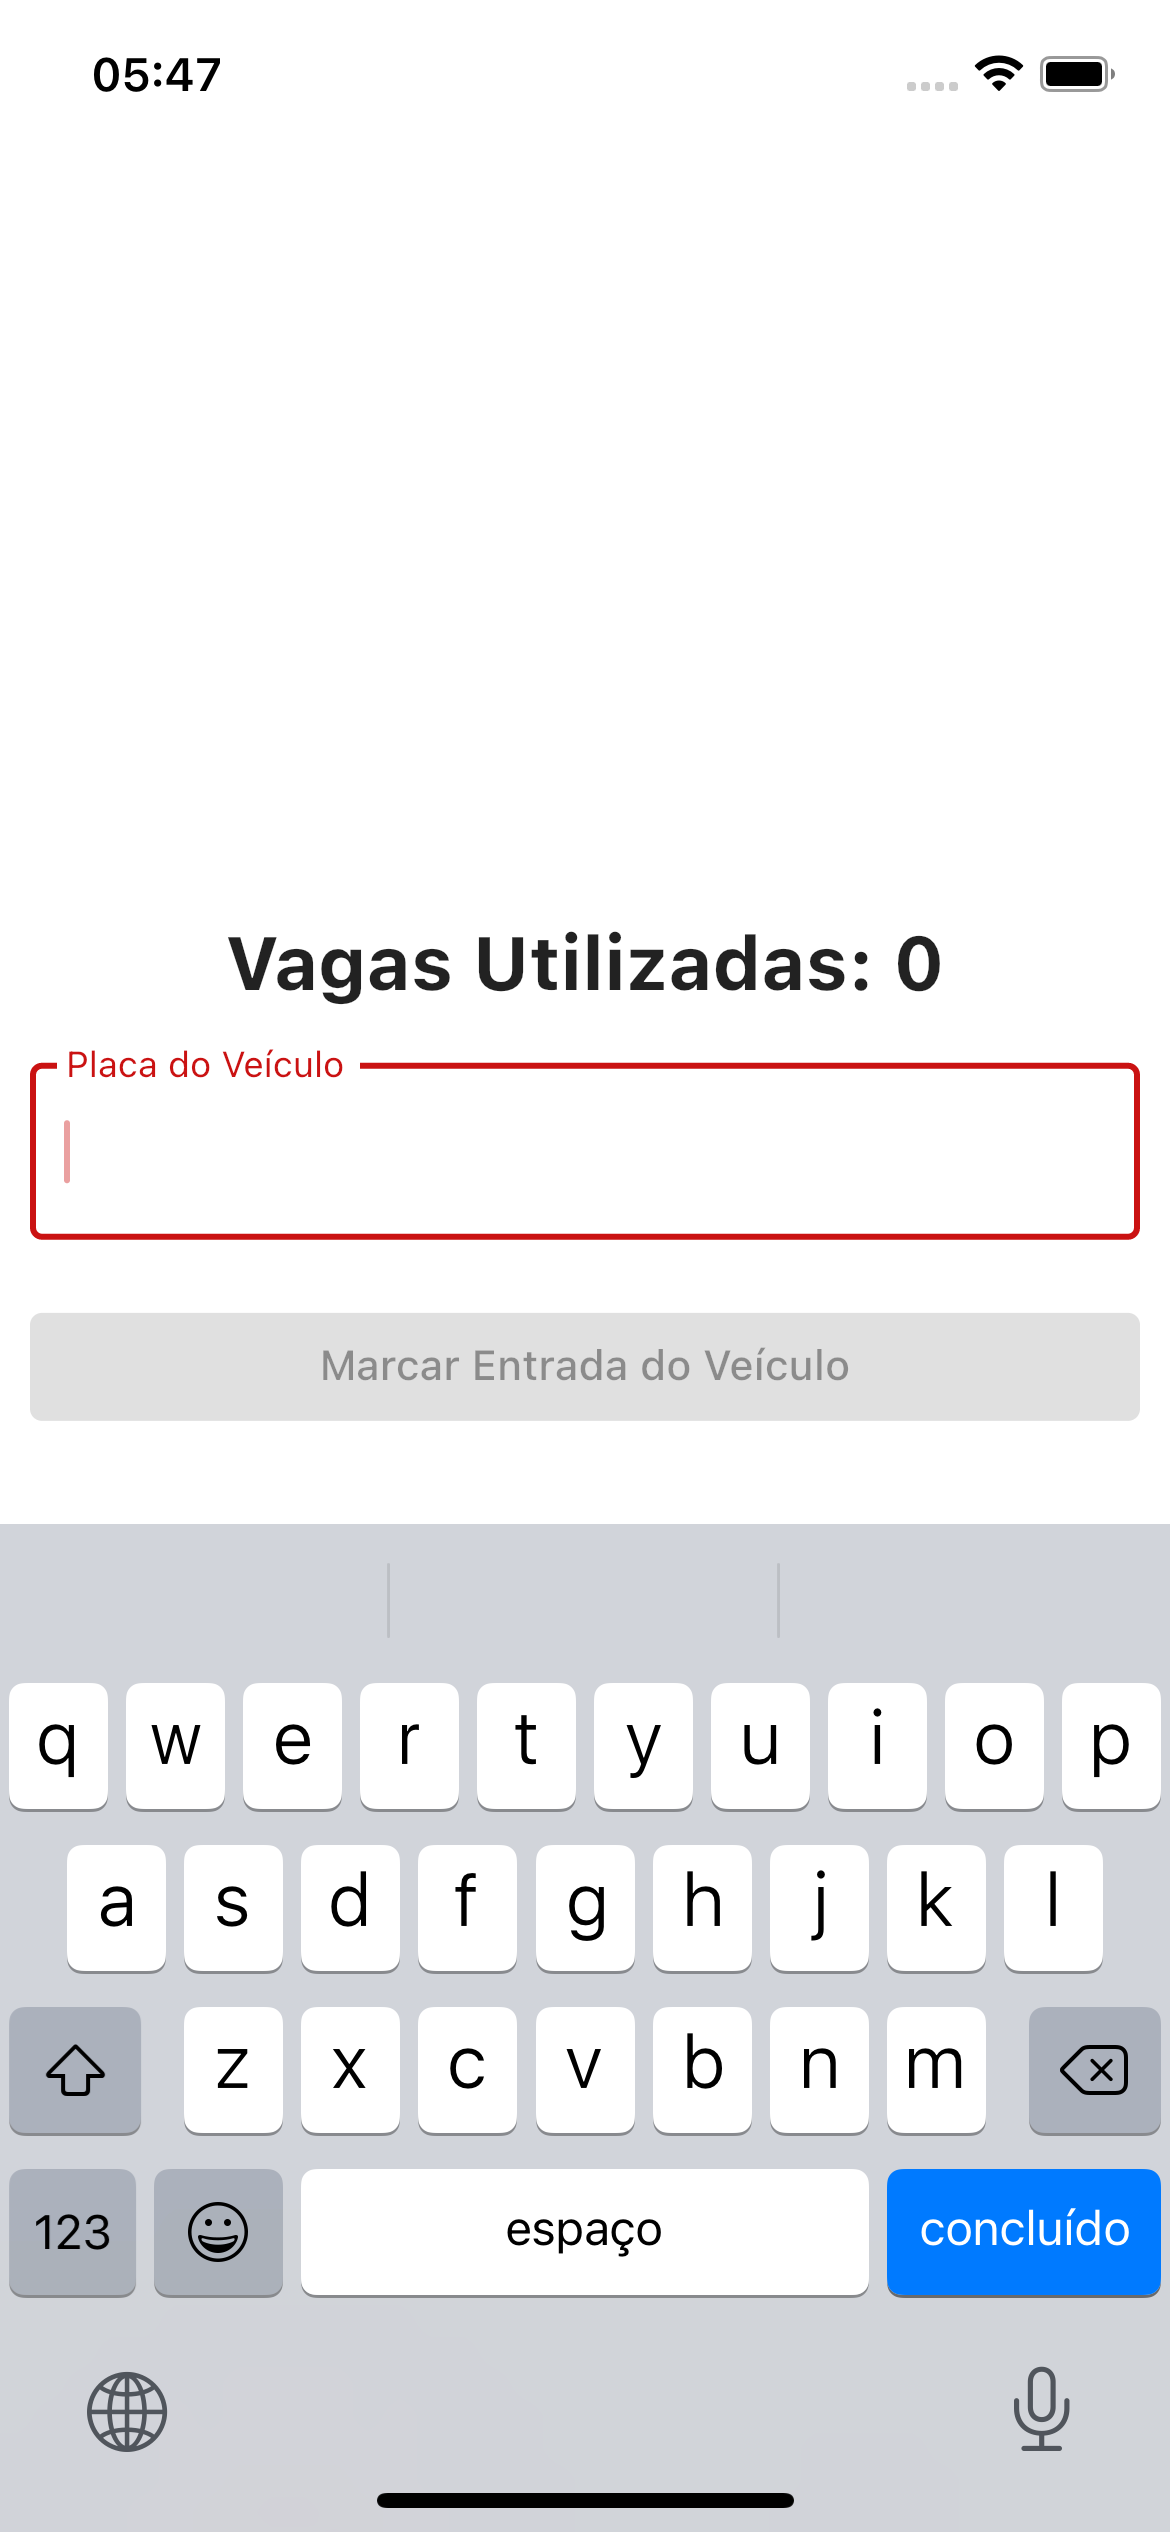 05:47
Vagas Utilizadas: 0
Placa do Veículo
Marcar Entrada do Veículo
q w e r t y u i o p
a s d f g h j k l
z x c v b n m
123 espaço concluído